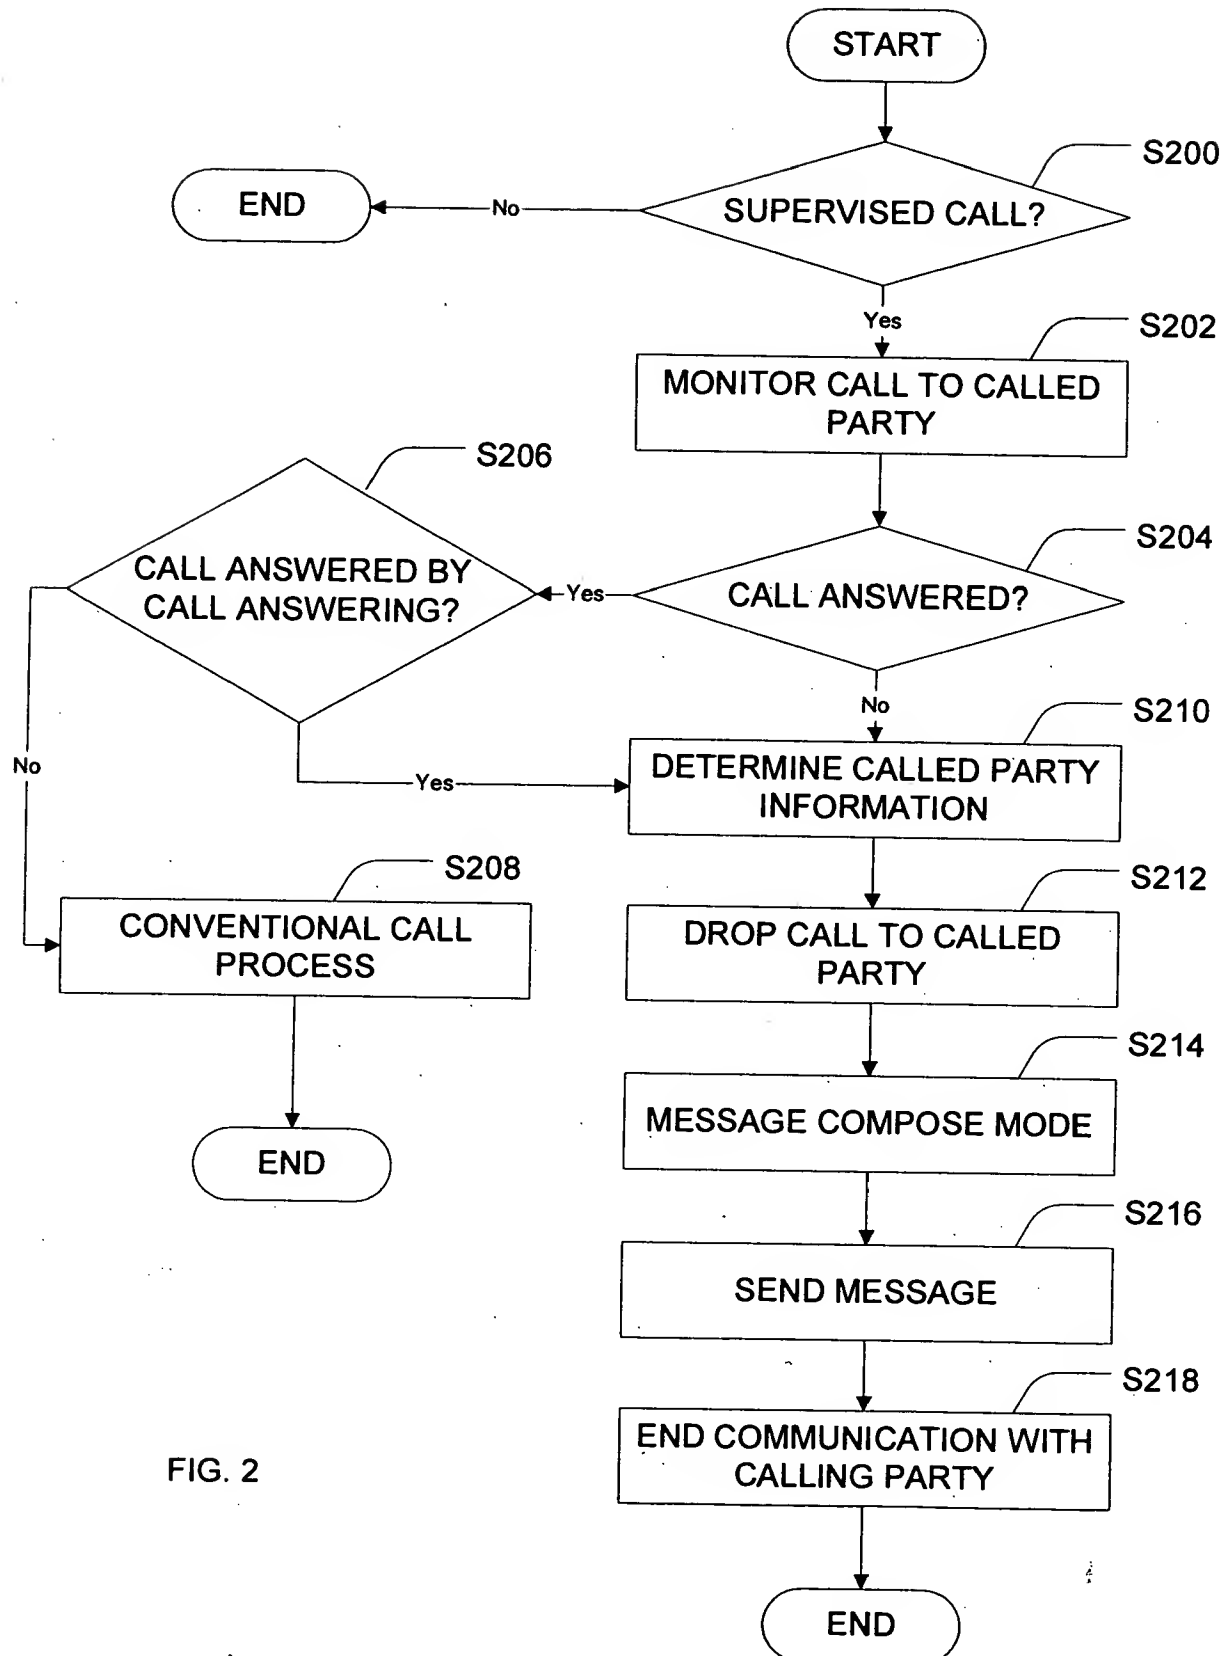 START
S200
END
No
SUPERVISED CALL?
Yes
S202
MONITOR CALL TO CALLED
PARTY
S206
S204
CALL ANSWERED BY
CALL ANSWERING?
Yes
CALL ANSWERED?
No
S210
No
Yes
DETERMINE CALLED PARTY
INFORMATION
S208
S212
CONVENTIONAL CALL
PROCESS
DROP CALL TO CALLED
PARTY
S214
MESSAGE COMPOSE MODE
END
S216
SEND MESSAGE
S218
END COMMUNICATION WITH
CALLING PARTY
FIG. 2
END